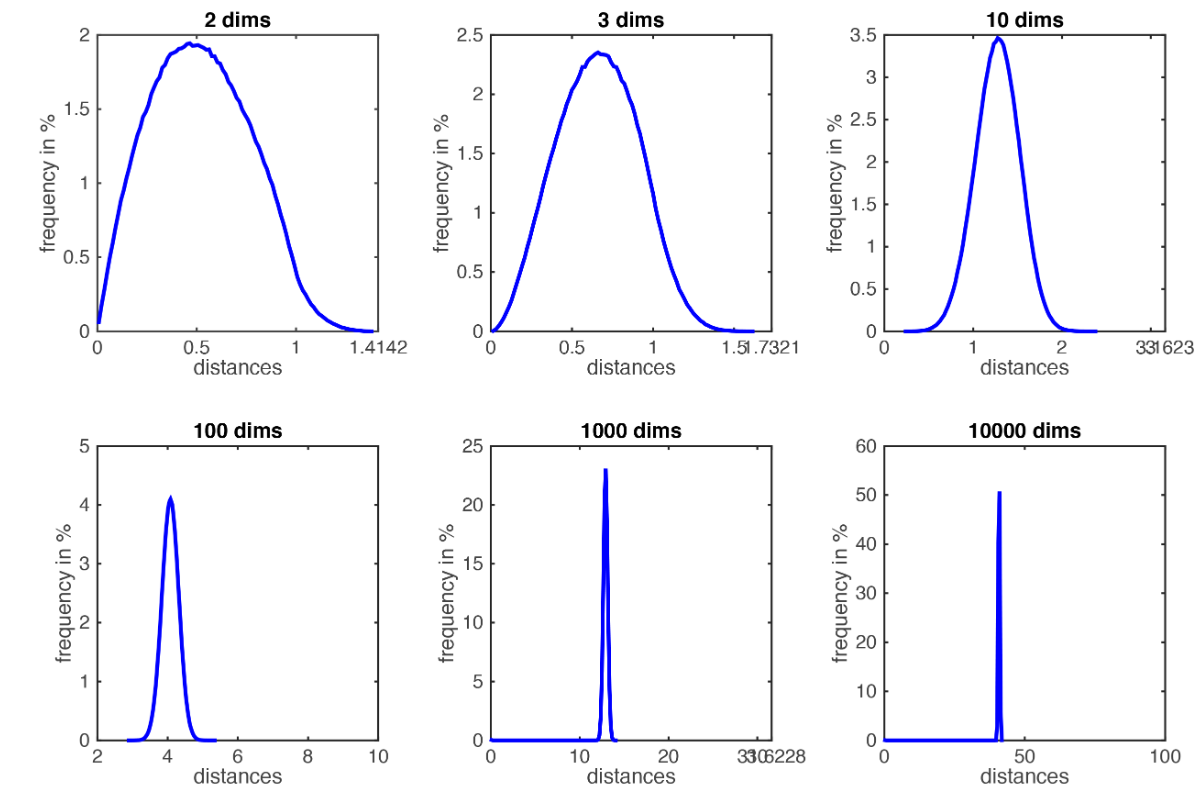 2 dims
frequency in %
2
1.5
1
0.5
0
0 0.5 1 1.4142
distances
3 dims
frequency in %
2.5
2
1.5
1
0.5
0
0 0.5 1 1.5 1.7321
distances
10 dims
frequency in %
3.5
3
2.5
2
1.5
1
0.5
0
0 1 2 3 3.1623
distances
100 dims
frequency in %
5
4
3
2
1
0
2 4 6 8 10
distances
1000 dims
frequency in %
25
20
15
10
5
0
0 10 20 30 31.6228
distances
10000 dims
frequency in %
60
50
40
30
20
10
0
0 50 100
distances